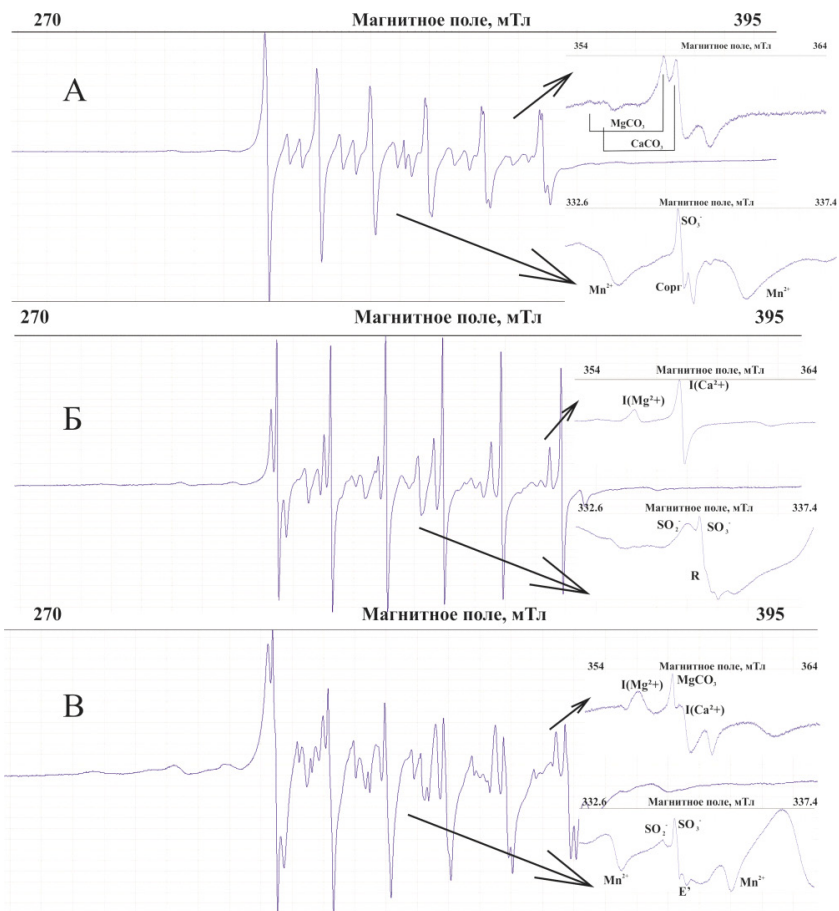 270 Магнитное поле, мТл 395
А
354 Магнитное поле, мТл 364
MgCO₃
CaCO₃
332.6 Магнитное поле, мТл 337.4
SO₃⁻
Mn²⁺ Сорг Mn²⁺
270 Магнитное поле, мТл 395
Б
354 Магнитное поле, мТл 364
I(Mg²+) I(Ca²+)
332.6 Магнитное поле, мТл 337.4
SO₂⁻ SO₃⁻
R
270 Магнитное поле, мТл 395
В
354 Магнитное поле, мТл 364
I(Mg²+) MgCO₃
I(Ca²+)
332.6 Магнитное поле, мТл 337.4
SO₂⁻ SO₃⁻
Mn²⁺ E' Mn²⁺